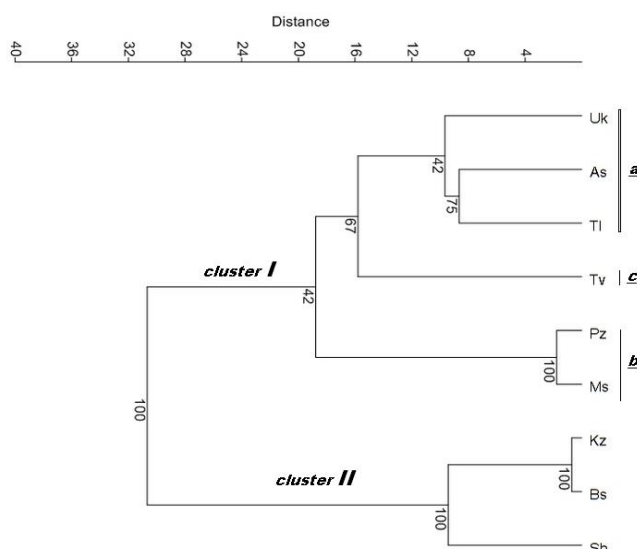 Distance
40 36 32 28 24 20 16 12 8 4
Uk
42
As
a
75
Tl
67
Tv
c
cluster I
42
Pz
b
100
Ms
100
Kz
cluster II
100
Bs
100
Sh